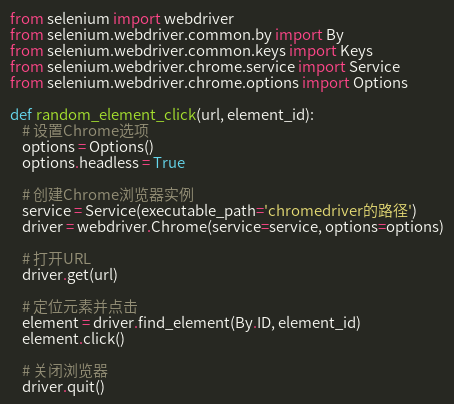 from selenium import webdriver
from selenium.webdriver.common.by import By
from selenium.webdriver.common.keys import Keys
from selenium.webdriver.chrome.service import Service
from selenium.webdriver.chrome.options import Options

def random_element_click(url, element_id):
    # 设置Chrome选项
    options = Options()
    options.headless = True

    # 创建Chrome浏览器实例
    service = Service(executable_path='chromedriver的路径')
    driver = webdriver.Chrome(service=service, options=options)

    # 打开URL
    driver.get(url)

    # 定位元素并点击
    element = driver.find_element(By.ID, element_id)
    element.click()

    # 关闭浏览器
    driver.quit()